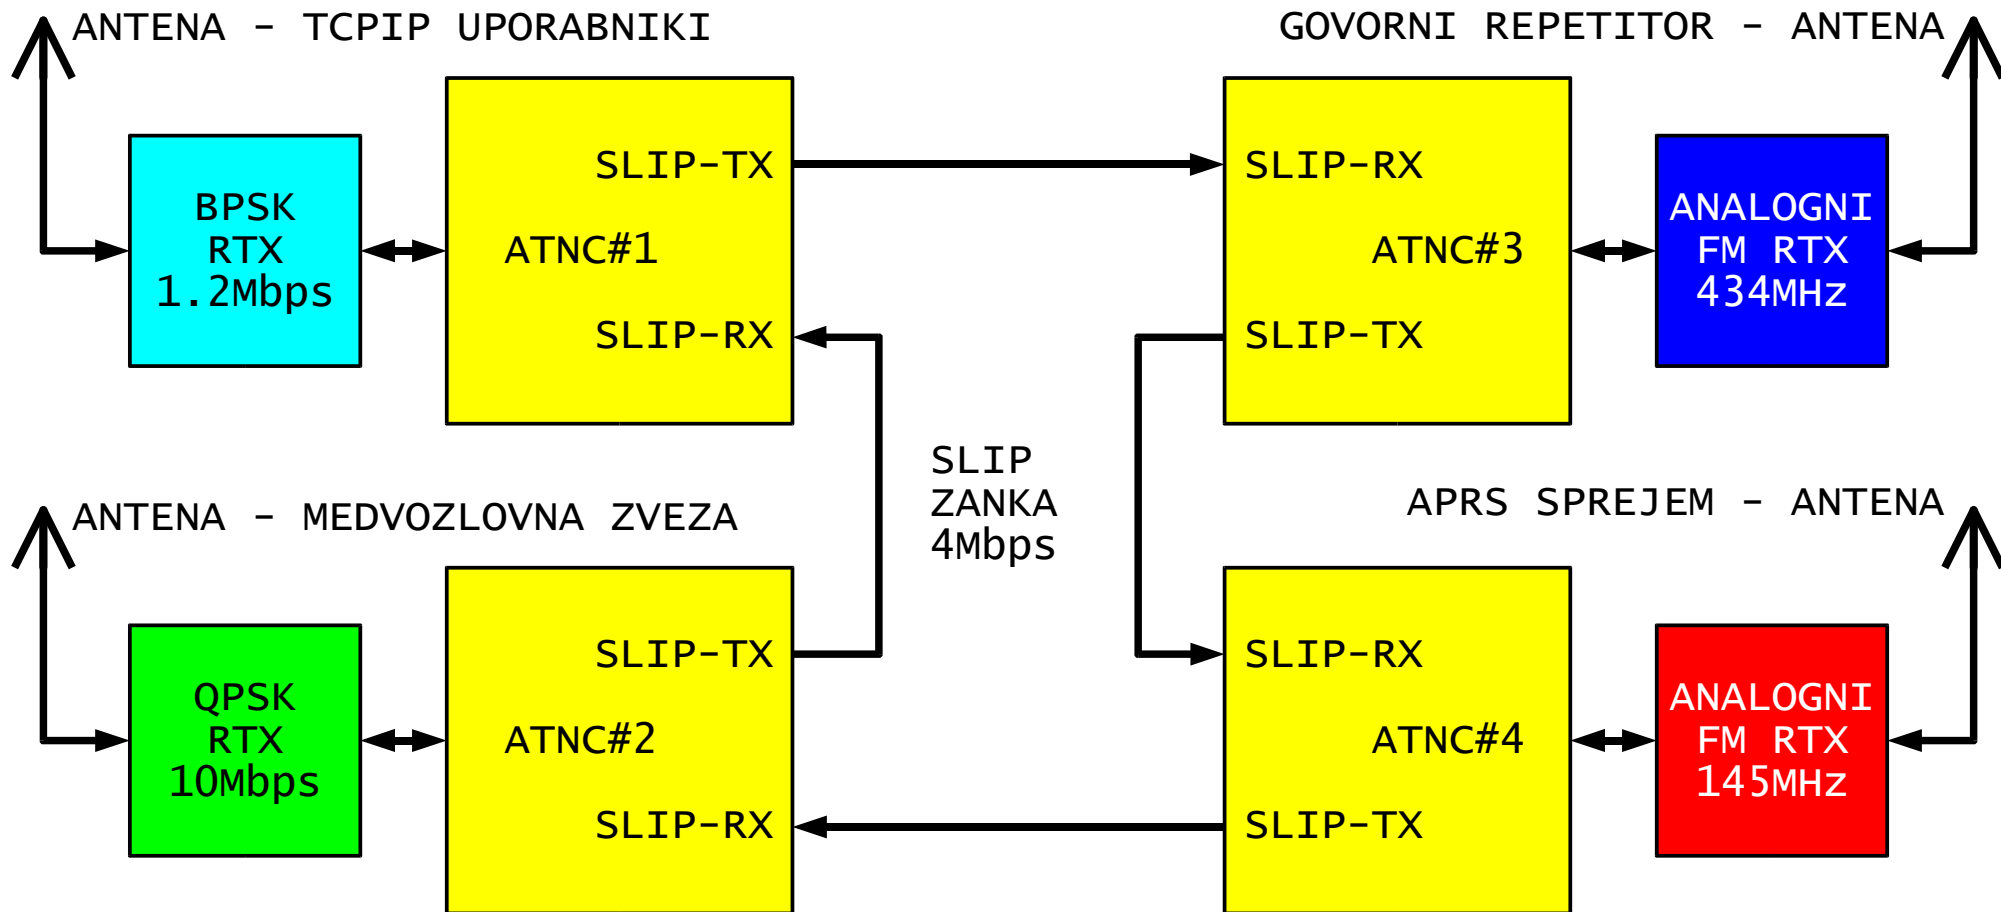 ANTENA - TCPIP UPORABNIKI
GOVORNI REPETITOR - ANTENA
BPSK
RTX
1.2Mbps
SLIP-TX
ATNC#1
SLIP-RX
SLIP-RX
ATNC#3
SLIP-TX
ANALOGNI
FM RTX
434MHz
SLIP
ZANKA
4Mbps
ANTENA - MEDVOZLOVNA ZVEZA
APRS SPREJEM - ANTENA
QPSK
RTX
10Mbps
SLIP-TX
ATNC#2
SLIP-RX
SLIP-RX
ATNC#4
SLIP-TX
ANALOGNI
FM RTX
145MHz